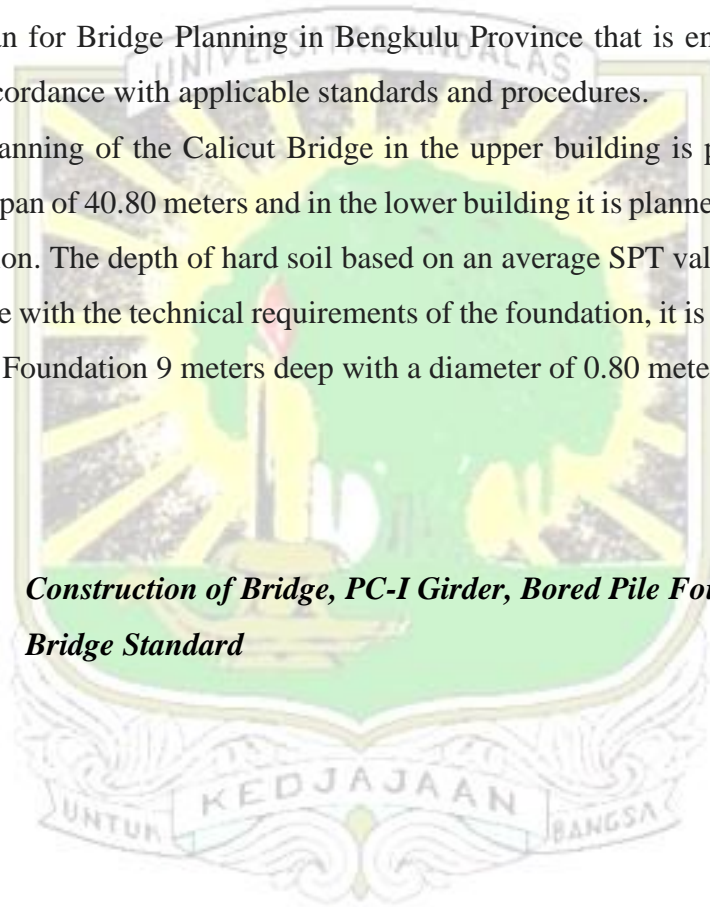 an for Bridge Planning in Bengkulu Province that is en
cordance with applicable standards and procedures.
anning of the Calicut Bridge in the upper building is p
span of 40.80 meters and in the lower building it is planne
on. The depth of hard soil based on an average SPT val
e with the technical requirements of the foundation, it is
Foundation 9 meters deep with a diameter of 0.80 mete
Construction of Bridge, PC-I Girder, Bored Pile Fou
Bridge Standard
UNIVERSITAS ANDALAS
UNTUK KEDJAJAAN BANGSA